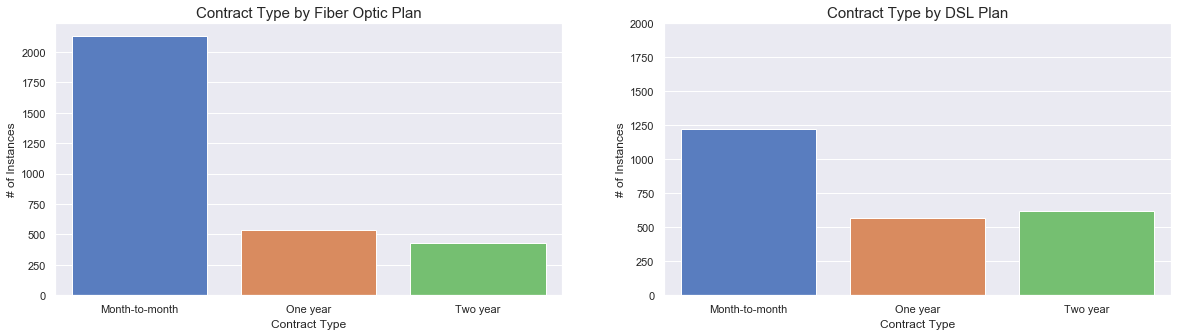 Contract Type by Fiber Optic Plan
# of Instances
2000
1750
1500
1250
1000
750
500
250
0
Month-to-month
One year
Two year
Contract Type
Contract Type by DSL Plan
# of Instances
2000
1750
1500
1250
1000
750
500
250
0
Month-to-month
One year
Two year
Contract Type